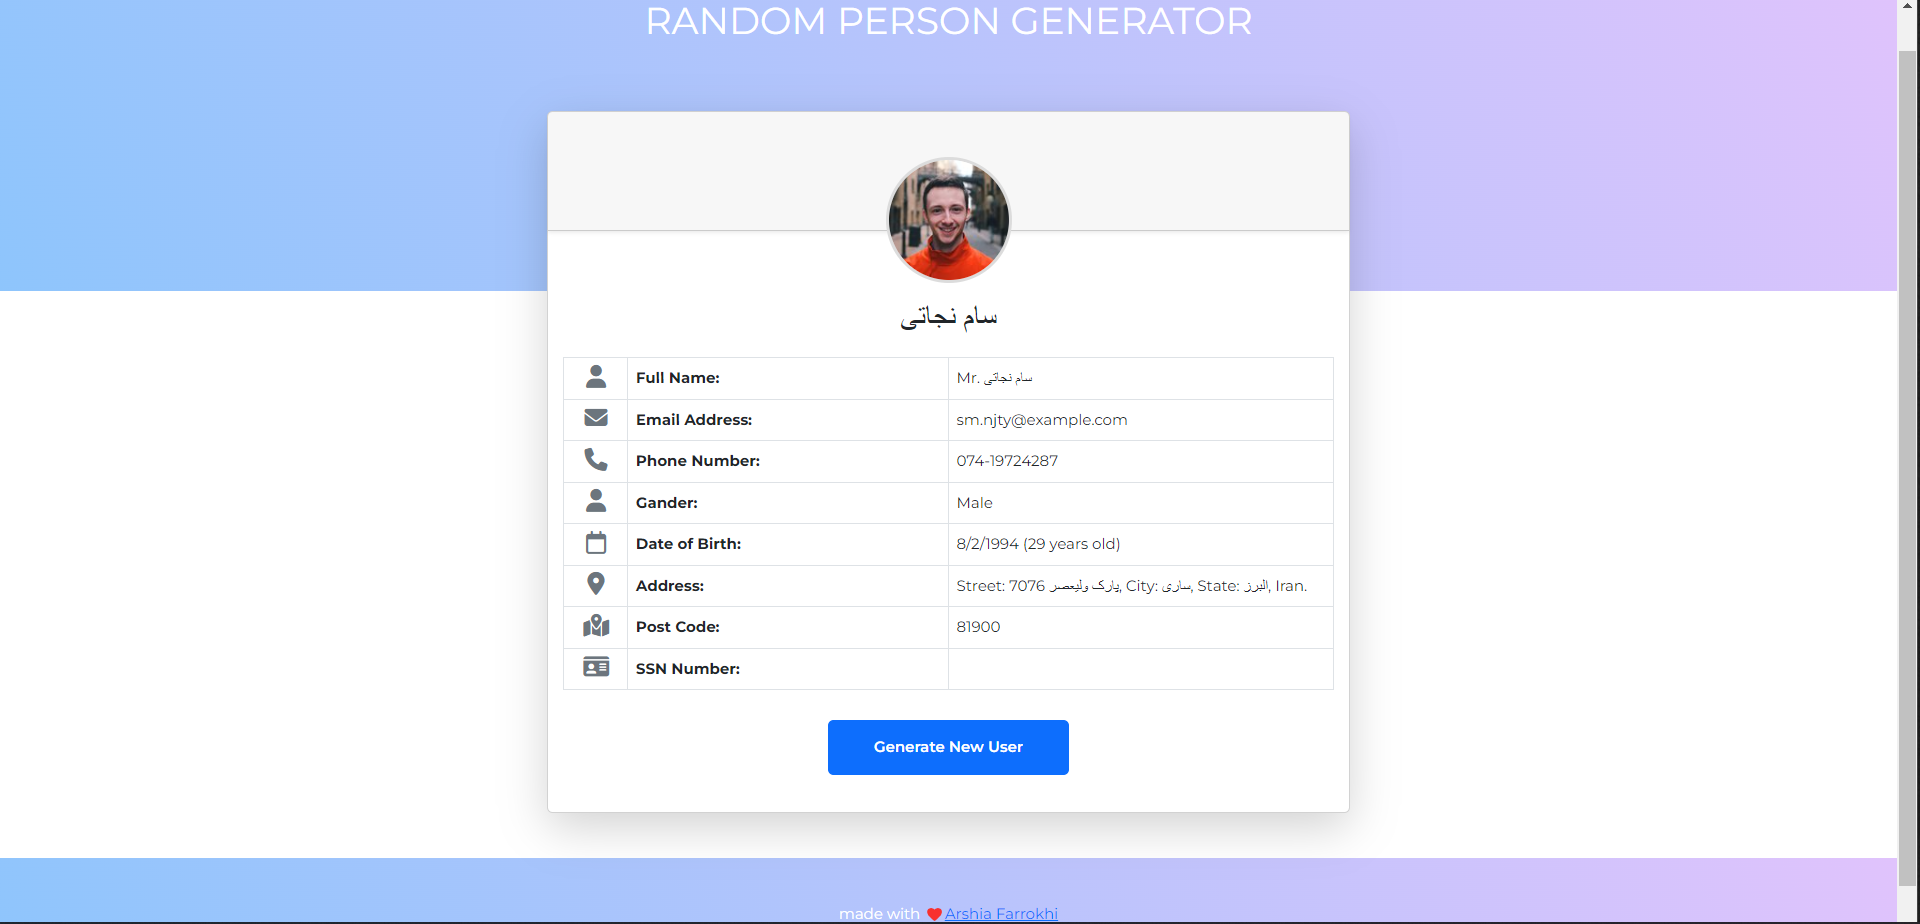 RANDOM PERSON GENERATOR
سام نجاتی
Full Name: Mr. سام نجاتی
Email Address: sm.njty@example.com
Phone Number: 074-19724287
Gander: Male
Date of Birth: 8/2/1994 (29 years old)
Address: Street: 7076 پارک ولیعصر, City: ساری, State: البرز, Iran.
Post Code: 81900
SSN Number:
Generate New User
made with Arshia Farrokhi